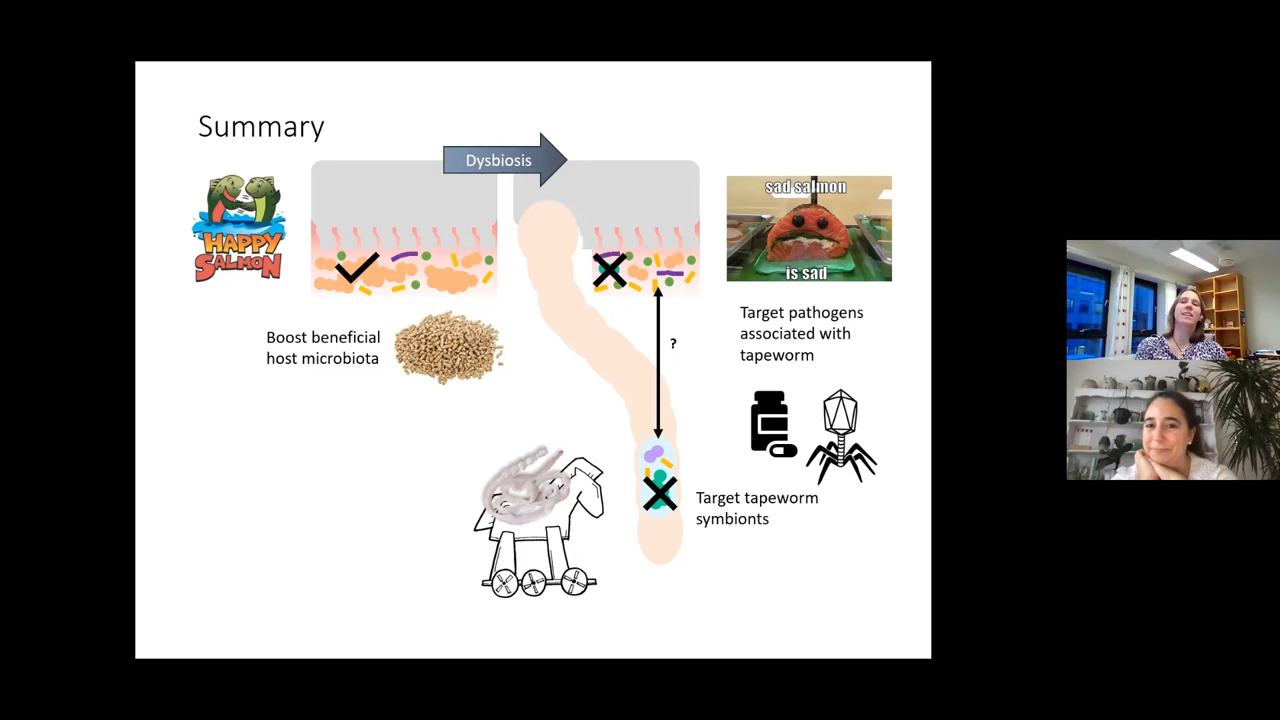 Summary
Dysbiosis
HAPPY
SALMON
sad salmon
is sad
Boost beneficial
host microbiota
?
Target pathogens
associated with
tapeworm
Target tapeworm
symbionts